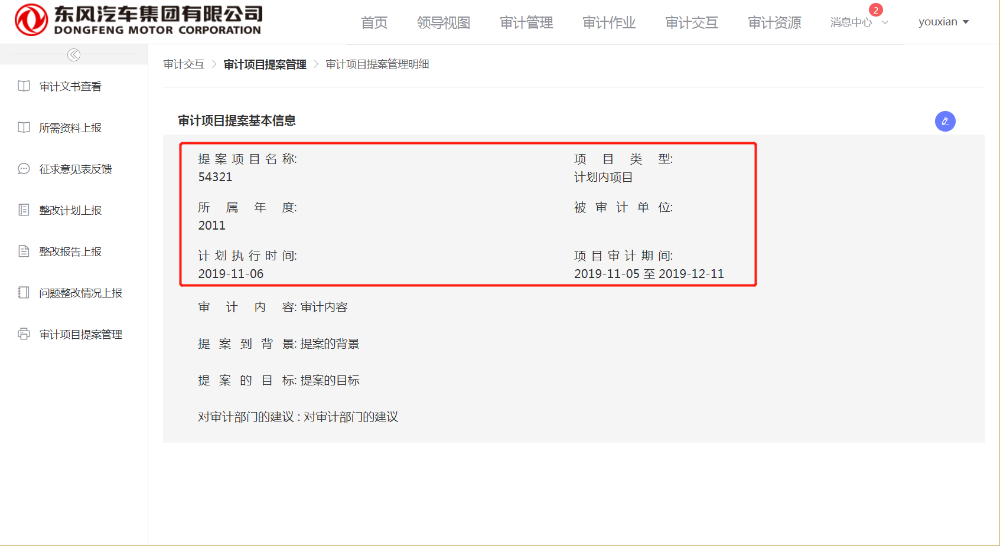 东风汽车集团有限公司
DONGFENG MOTOR CORPORATION
首页 领导视图 审计管理 审计作业 审计交互 审计资源 消息中心 2 youxian
审计文书查看
所需资料上报
征求意见表反馈
整改计划上报
整改报告上报
问题整改情况上报
审计项目提案管理
审计交互 > 审计项目提案管理 > 审计项目提案管理明细
审计项目提案基本信息
提案项目名称: 项目类型:
54321 计划内项目
所属年度: 被审计单位:
2011
计划执行时间: 项目审计期间:
2019-11-06 2019-11-05 至 2019-12-11
审计内容: 审计内容
提案到背景: 提案的背景
提案的目标: 提案的目标
对审计部门的建议 : 对审计部门的建议